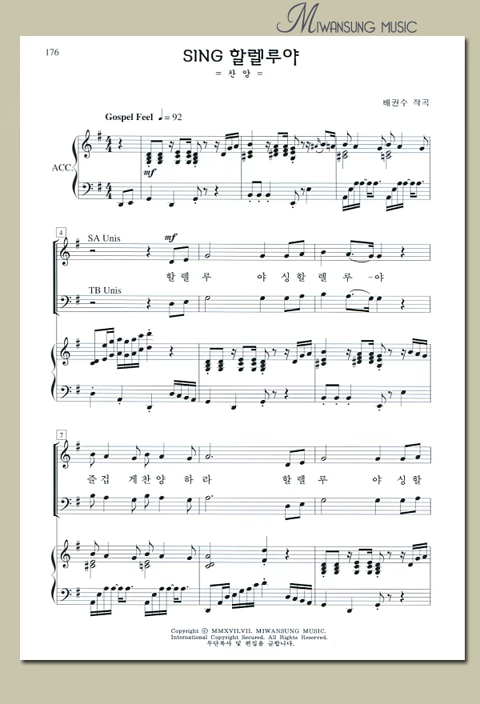 MIWANSUNG MUSIC
176
SING 할렐루야
= 찬 양 =
배권수 작곡
Gospel Feel ♩= 92
ACC.
mf
4
SA Unis
mf
할 렐 루 야 싱 할 렐 루 - 야
TB Unis
7
즐 겁 게 찬 양 하 라 할 렐 루 야 싱 할
Copyright © MMXVII,VII. MIWANSUNG MUSIC.
International Copyright Secured. All Rights Reserved.
무단복사 및 편집을 금합니다.